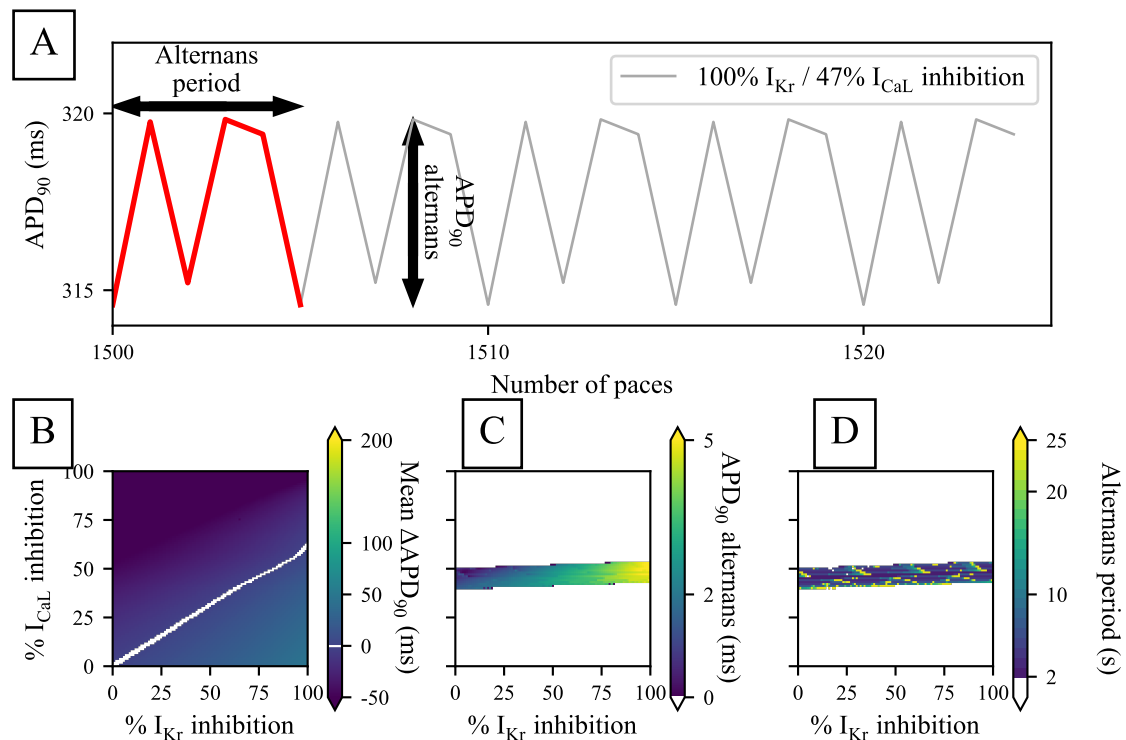 A
Alternans
period
100% I_Kr / 47% I_CaL inhibition
APD_90
alternans
APD_90 (ms)
320
315
1500
1510
1520
Number of paces
B
% I_CaL inhibition
100
75
50
25
0
0
25
50
75
100
% I_Kr inhibition
200
100
0
-50
Mean ΔAPD_90 (ms)
C
0
25
50
75
100
% I_Kr inhibition
5
2
0
APD_90 alternans (ms)
D
0
25
50
75
100
% I_Kr inhibition
25
20
10
2
Alternans period (s)